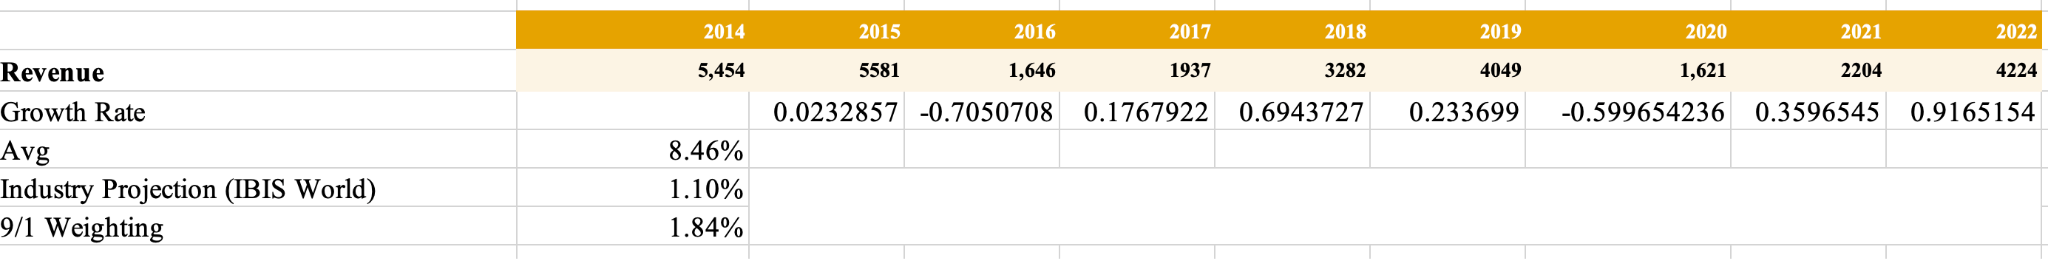 2014 2015 2016 2017 2018 2019 2020 2021 2022
Revenue 5,454 5581 1,646 1937 3282 4049 1,621 2204 4224
Growth Rate 0.0232857 -0.7050708 0.1767922 0.6943727 0.233699 -0.599654236 0.3596545 0.9165154
Avg 8.46%
Industry Projection (IBIS World) 1.10%
9/1 Weighting 1.84%